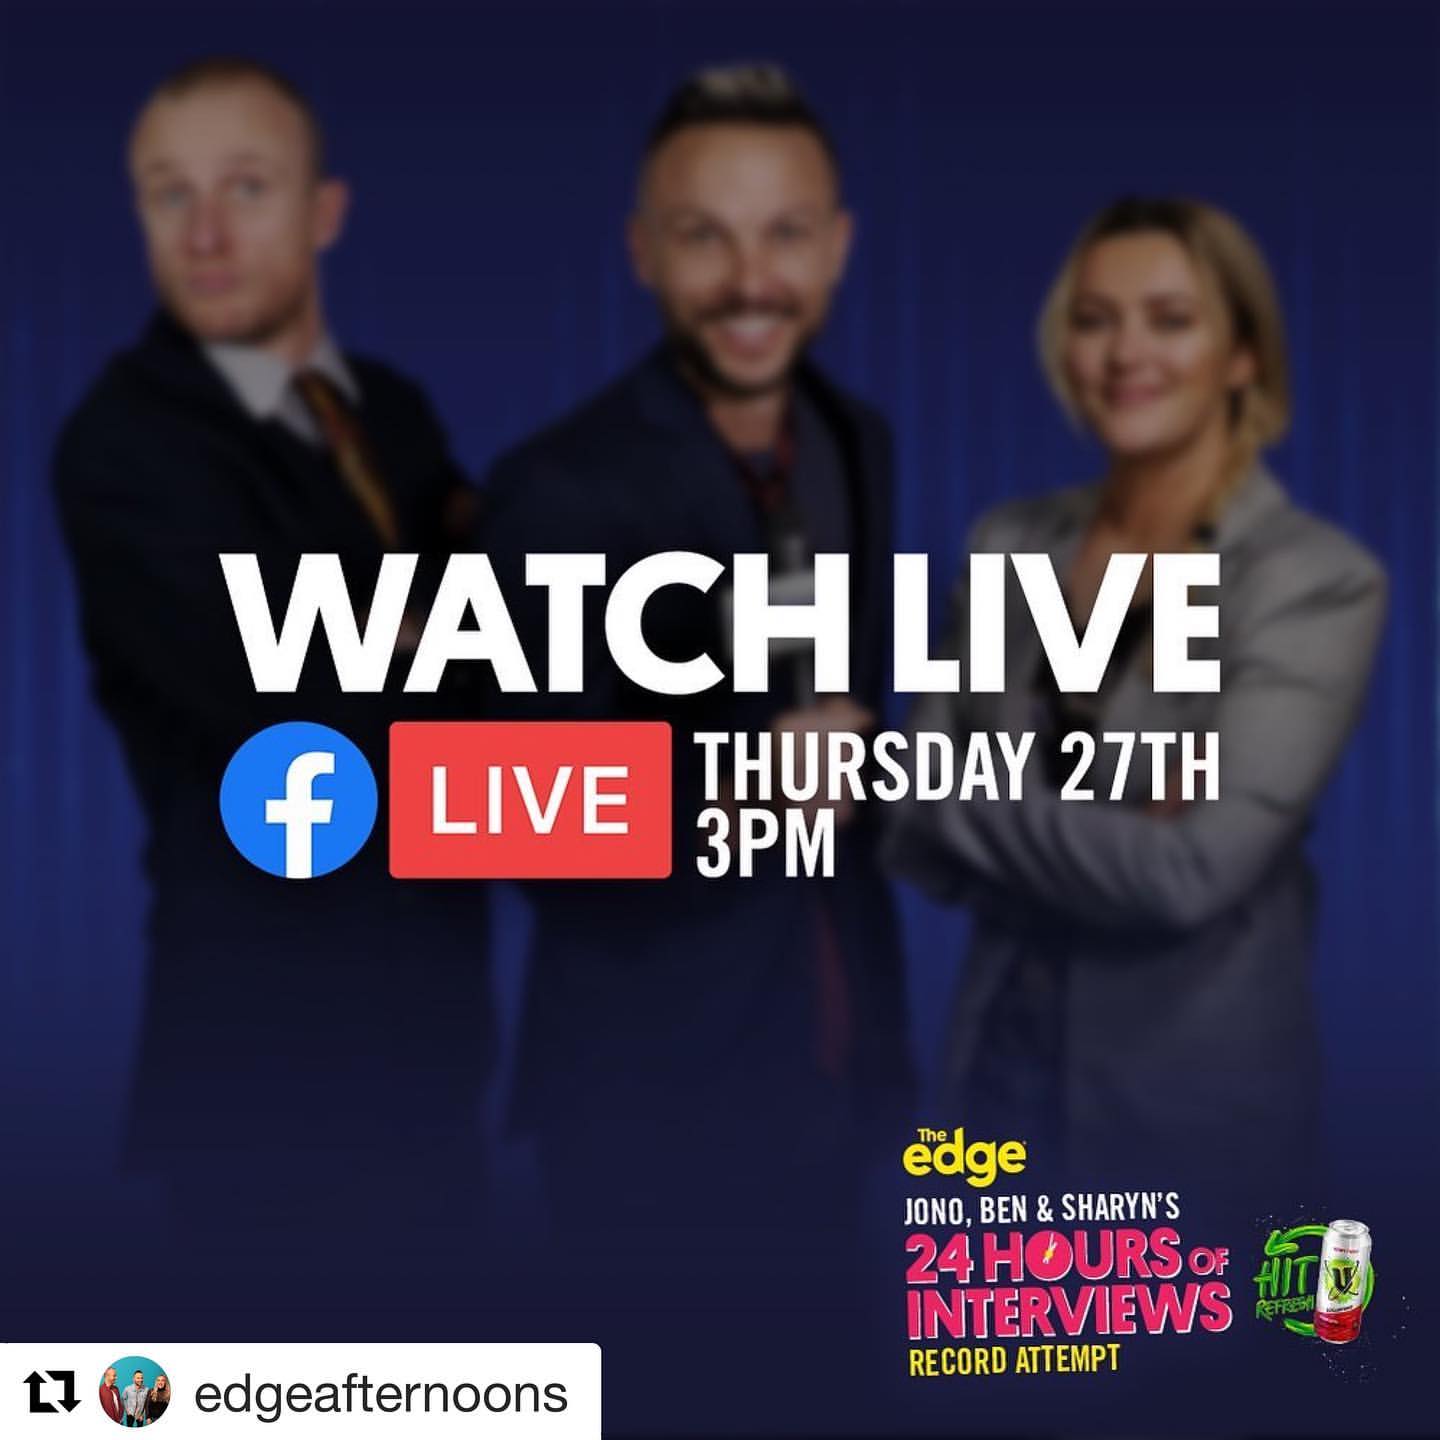 WATCH LIVE
f LIVE THURSDAY 27TH
3PM
The
edge
JONO, BEN & SHARYN'S
24 HOURS OF
INTERVIEWS
RECORD ATTEMPT
HIT
REFRESH
V
edgeafternoons